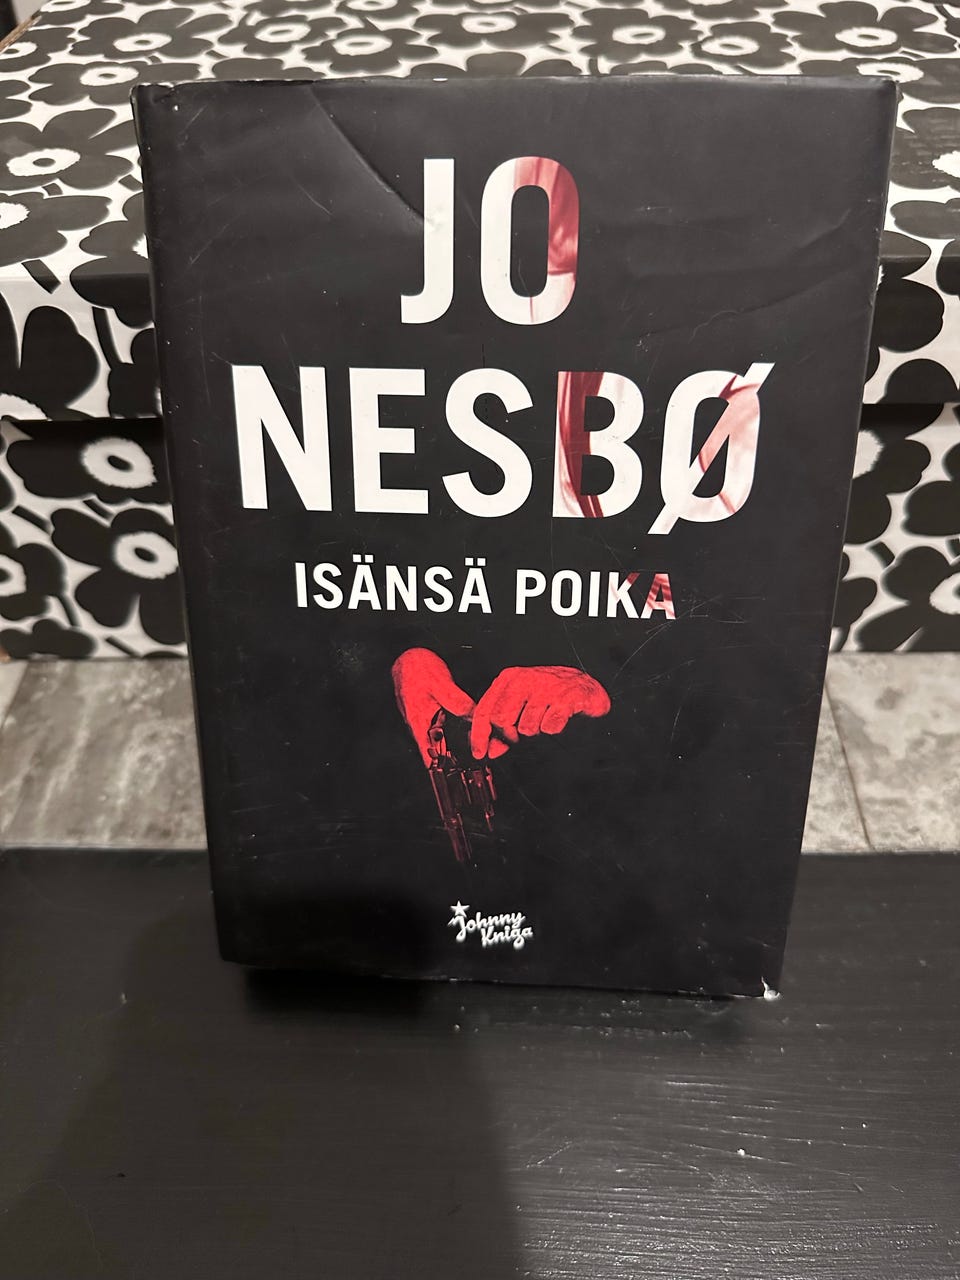 JO
NESBØ
ISÄNSÄ POIKA
Johnny
Kniga